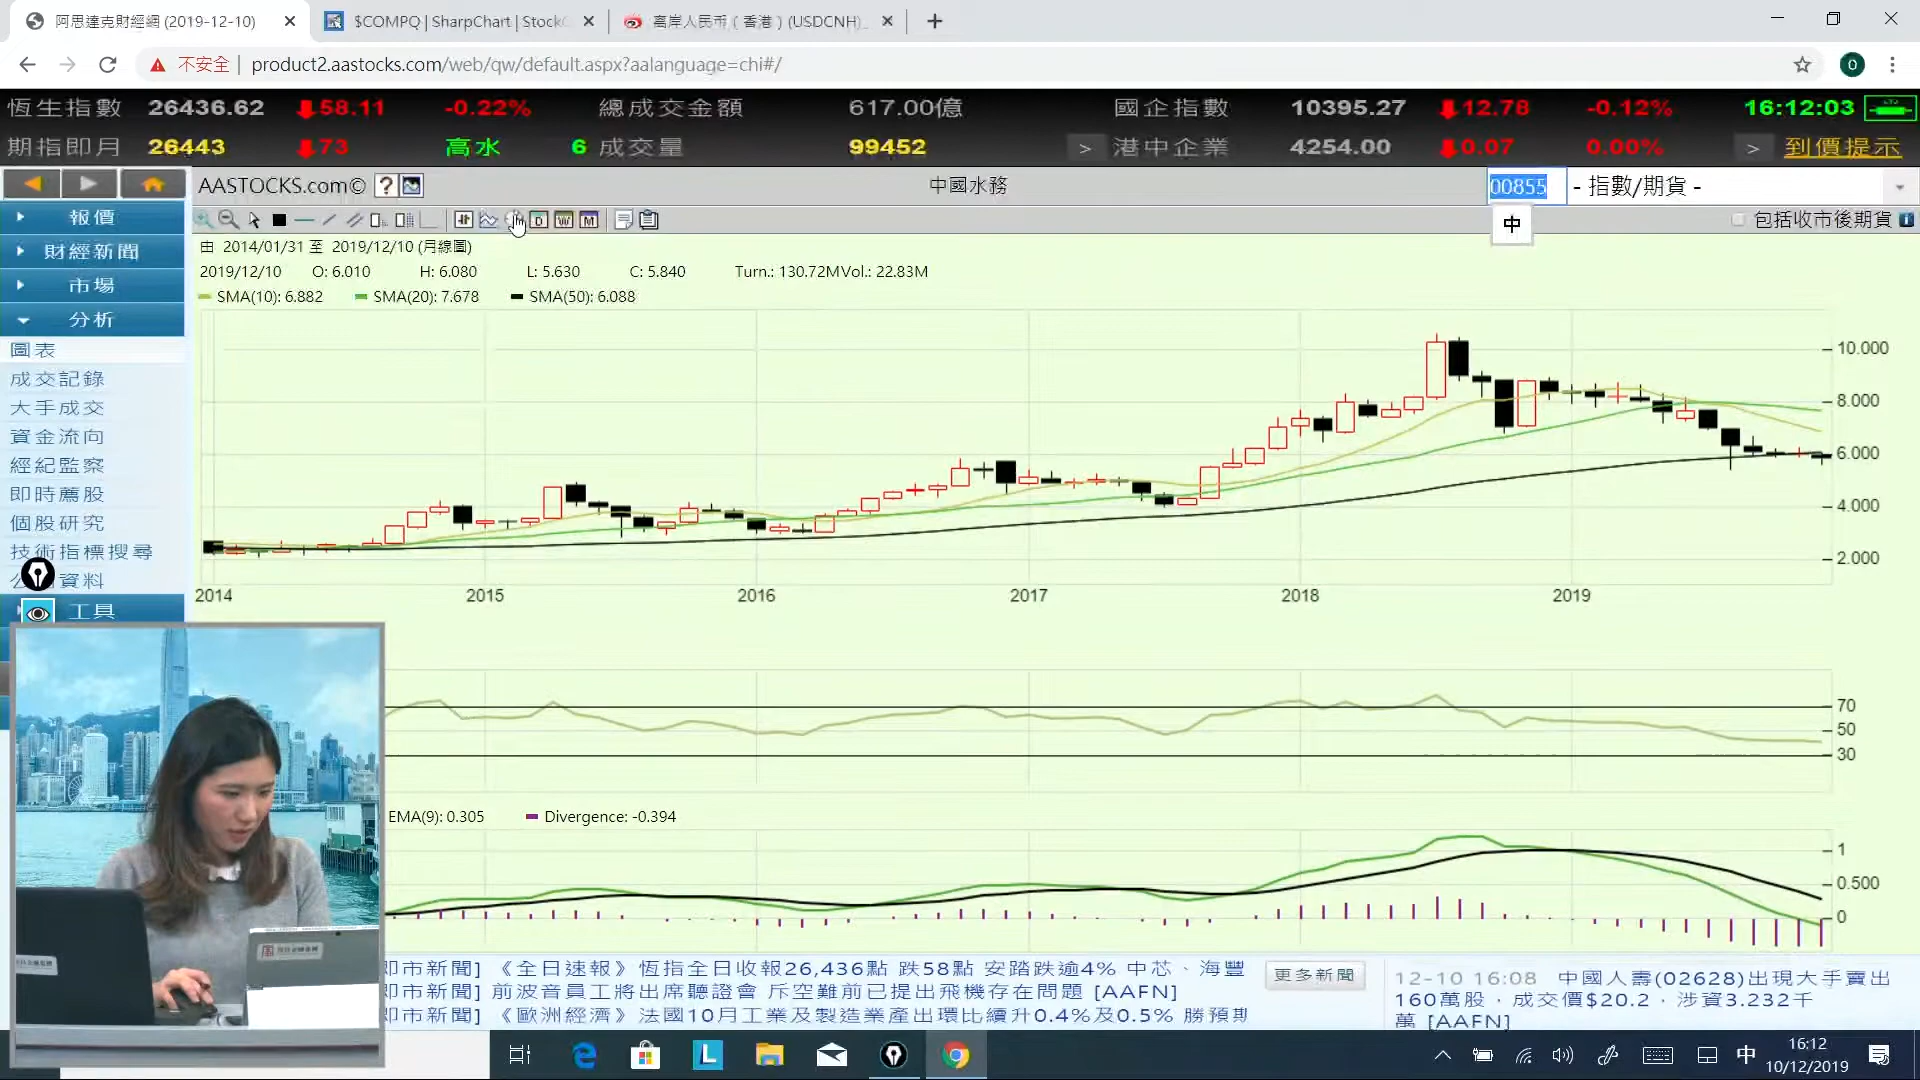 阿思達克財經網 (2019-12-10)
$COMPQ | SharpChart | Stock
離岸人民币（香港）(USDCNH)_
不安全 | product2.aastocks.com/web/qw/default.aspx?aalanguage=chi#/
O
恆生指數 26436.62 58.11 -0.22% 總成交金額 617.00億 國企指數 10395.27 12.78 -0.12% 16:12:03
期指即月 26443 73 高水 6 成交量 99452 > 港中企業 4254.00 0.07 0.00% > 到價提示
AASTOCKS.com© ? 中國水務 00855 - 指數/期貨 -
D W M 中 包括收市後期貨
報價
財經新聞
市場
分析
圖表
成交記錄
大手成交
資金流向
經紀監察
即時薦股
個股研究
技術指標搜尋
資料
工具
由 2014/01/31 至 2019/12/10 (月線圖)
2019/12/10 O: 6.010 H: 6.080 L: 5.630 C: 5.840 Turn.: 130.72MVol.: 22.83M
SMA(10): 6.882 SMA(20): 7.678 SMA(50): 6.088
10.000
8.000
6.000
4.000
2.000
2014 2015 2016 2017 2018 2019
70
50
30
EMA(9): 0.305 Divergence: -0.394
1
0.500
0
即市新聞] 《全日速報》恆指全日收報26,436點 跌58點 安踏跌逾4% 中芯、海豐
即市新聞] 前波音員工將出席聽證會 斥空難前已提出飛機存在問題 [AAFN]
即市新聞] 《歐洲經濟》法國10月工業及製造業產出環比續升0.4%及0.5% 勝預期
更多新聞
12-10 16:08 中國人壽(02628)出現大手賣出
160萬股，成交價$20.2，涉資3.232千
萬 [AAFN]
L
中
16:12
10/12/2019